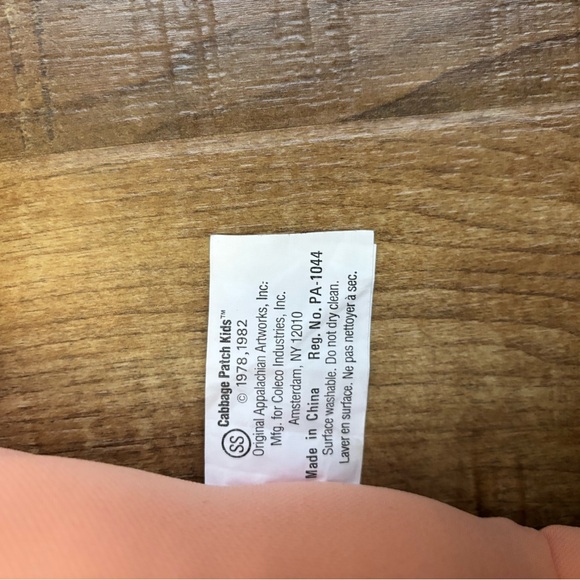 SS
Cabbage Patch Kids™
© 1978,1982
Original Appalachian Artworks, Inc:
Mfg. for Coleco Industries, Inc.
Amsterdam, NY 12010
Made in China Reg. No. PA-1044
Surface washable. Do not dry clean.
Laver en surface. Ne pas nettoyer à sec.